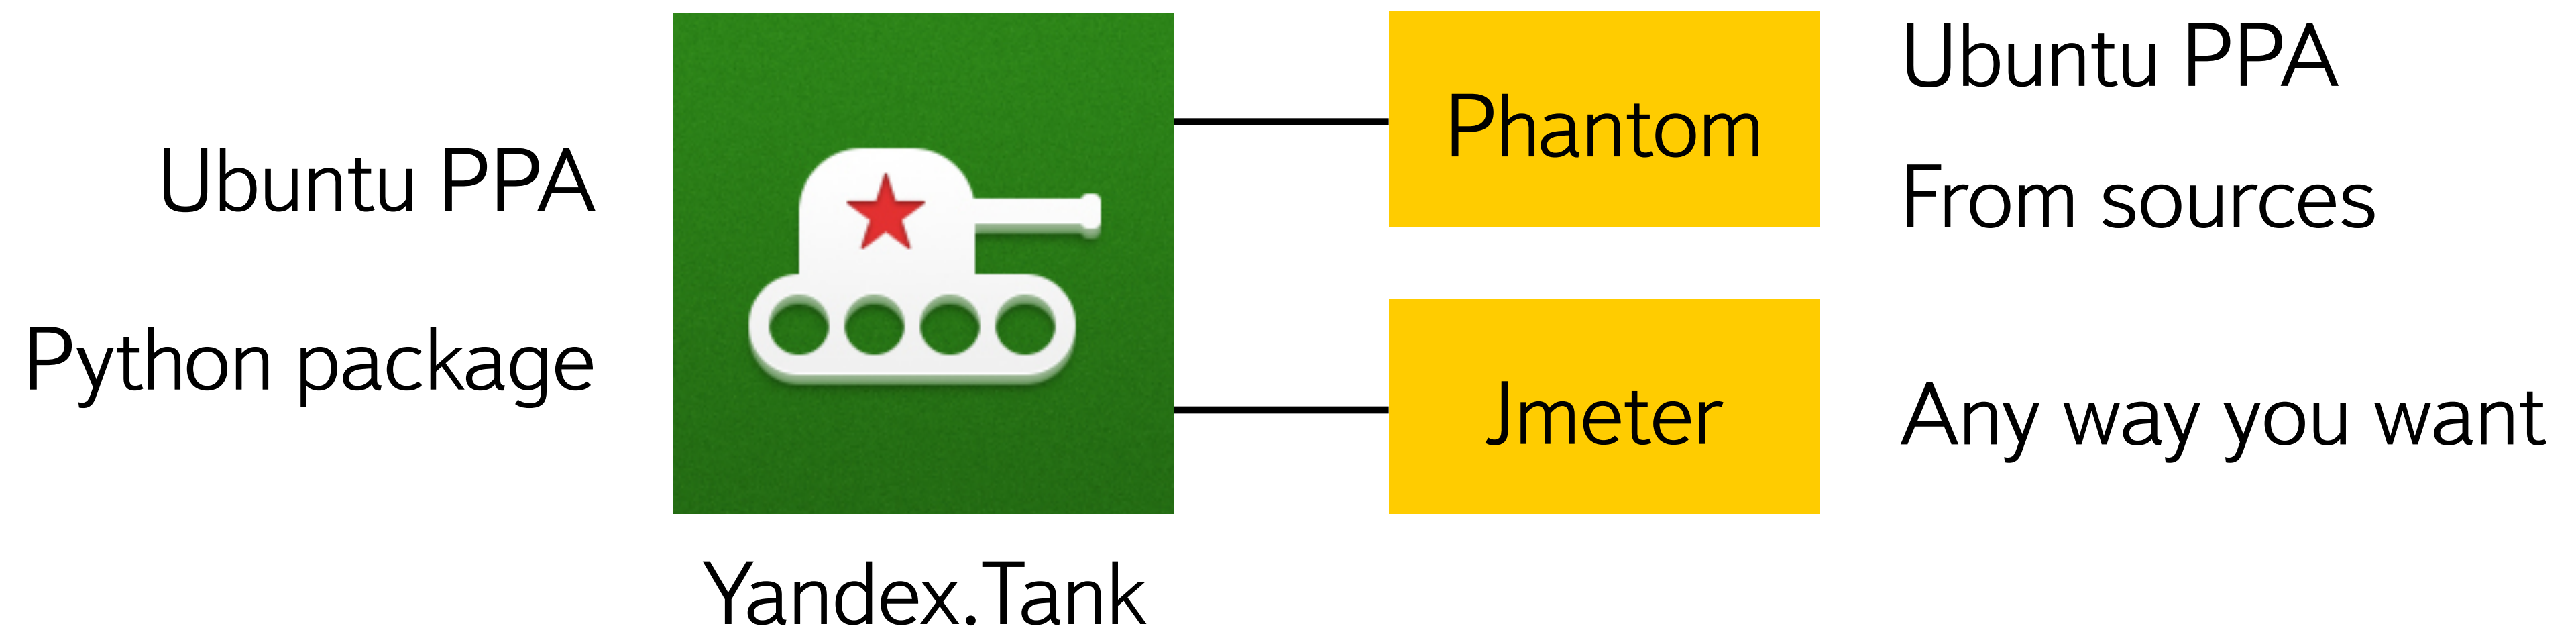 Ubuntu PPA
Python package
Yandex.Tank
Phantom
Ubuntu PPA
From sources
Jmeter
Any way you want